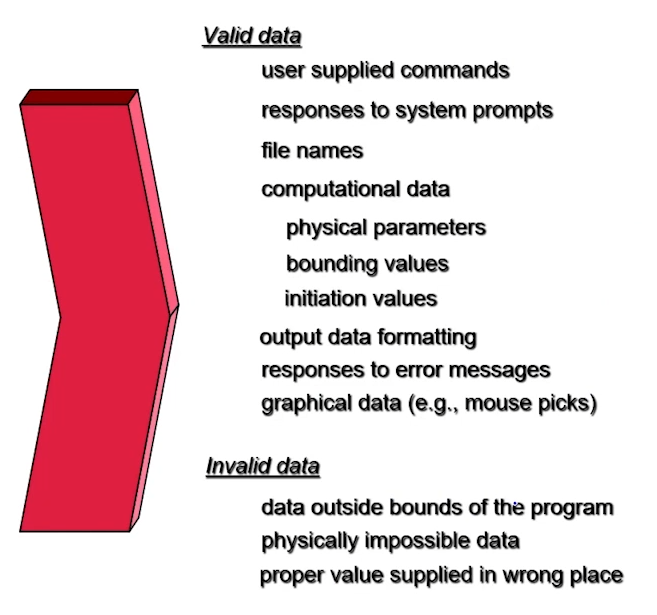 Valid data
user supplied commands
responses to system prompts
file names
computational data
physical parameters
bounding values
initiation values
output data formatting
responses to error messages
graphical data (e.g., mouse picks)
Invalid data
data outside bounds of the program
physically impossible data
proper value supplied in wrong place